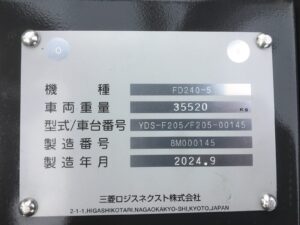 機種 FD240-5
車両重量 35520 Kg
型式/車台番号 YDS-F205/F205-00145
製造番号 8M000145
製造年月 2024.9
三菱ロジスネクスト株式会社
2-1-1,HIGASHIKOTARI,NAGAOKAKYO-SHI,KYOTO,JAPAN